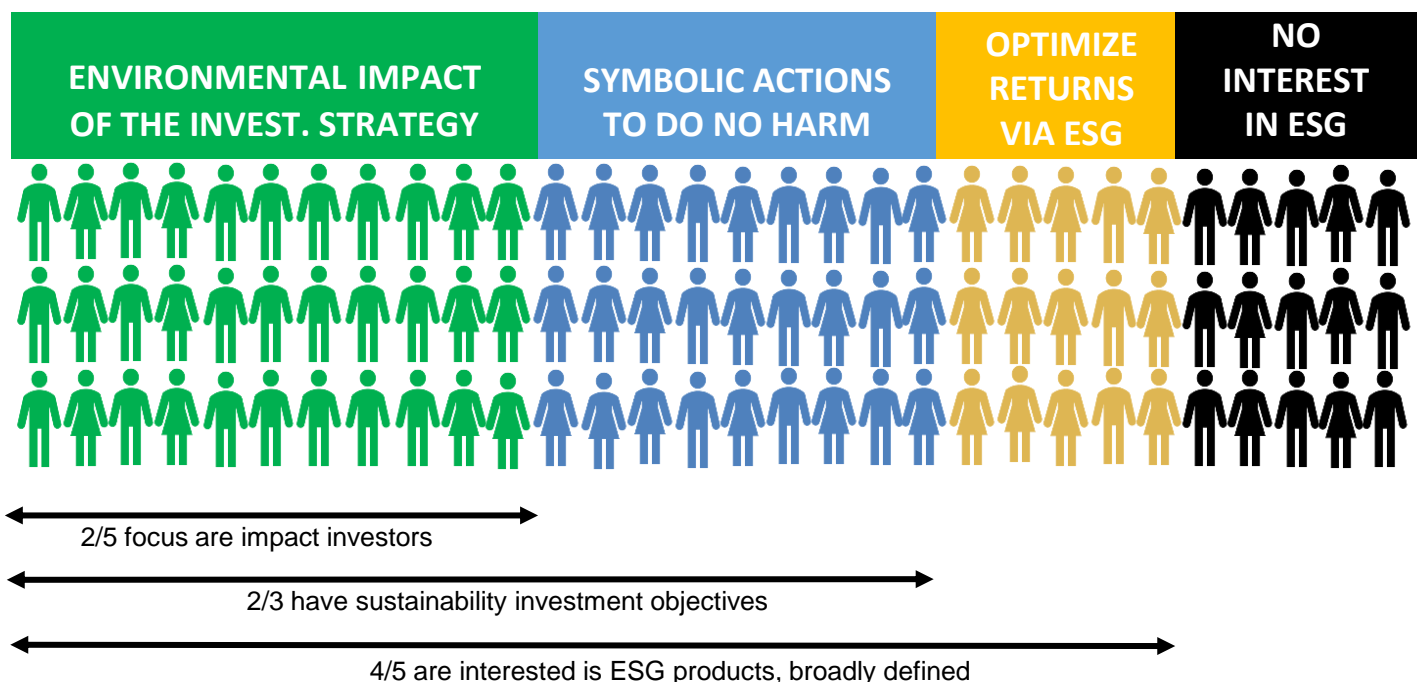 ENVIRONMENTAL IMPACT
OF THE INVEST. STRATEGY
SYMBOLIC ACTIONS
TO DO NO HARM
OPTIMIZE
RETURNS
VIA ESG
NO
INTEREST
IN ESG
2/5 focus are impact investors
2/3 have sustainability investment objectives
4/5 are interested is ESG products, broadly defined